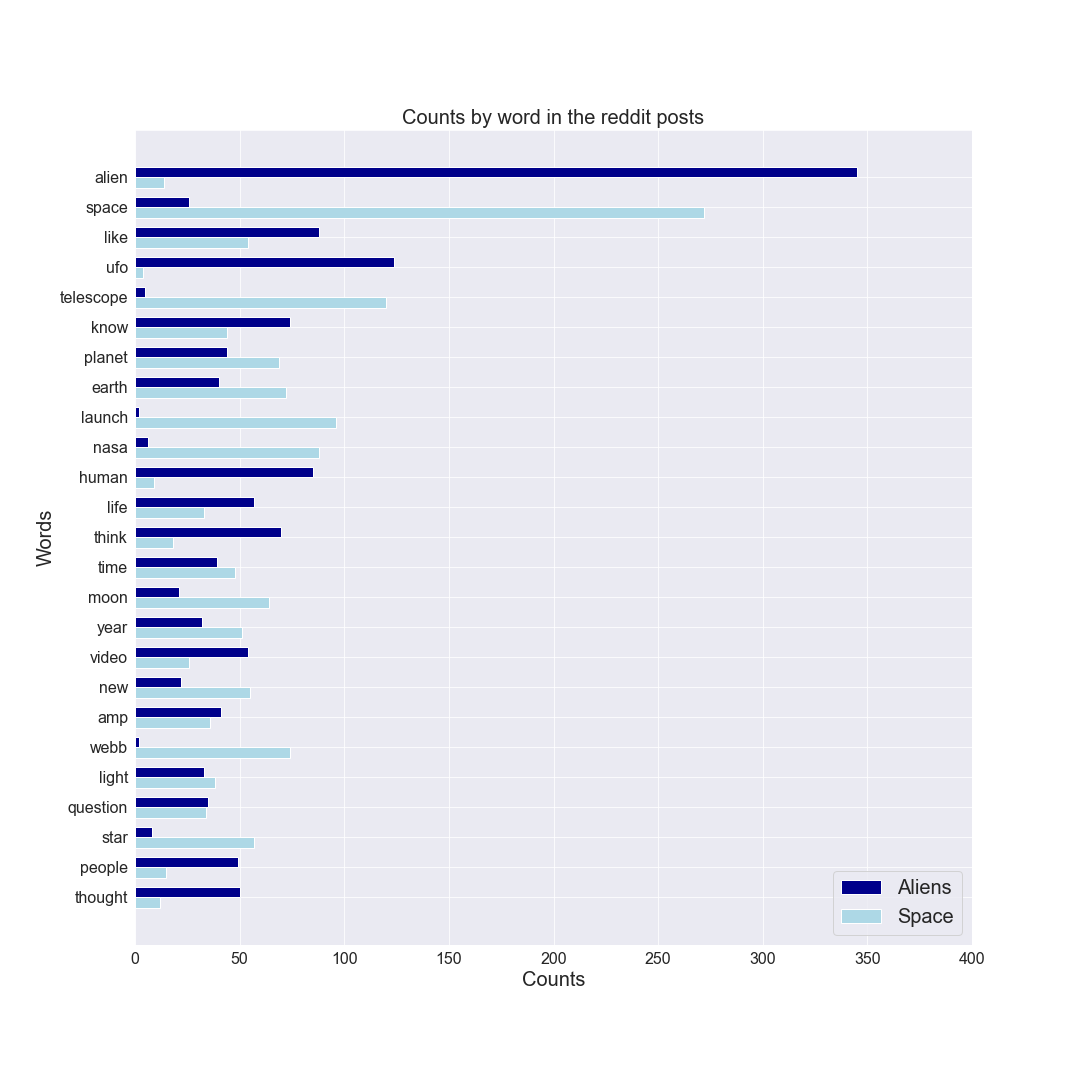 Counts by word in the reddit posts
alien
space
like
ufo
telescope
know
planet
earth
launch
nasa
human
life
think
time
moon
year
video
new
amp
webb
light
question
star
people
thought
Words
Aliens
Space
0 50 100 150 200 250 300 350 400
Counts